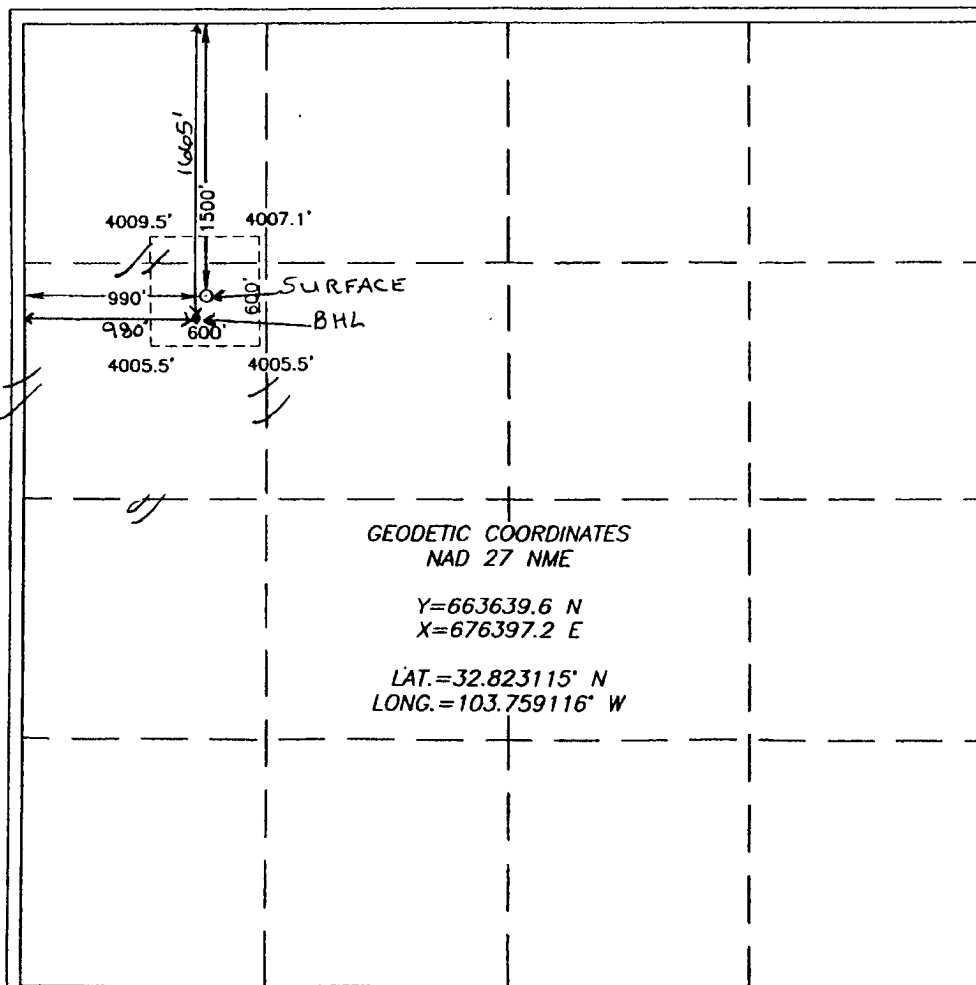 1665'
1500'
4009.5'
4007.1'
990'
SURFACE
600'
980'
600'
BHL
4005.5'
4005.5'
GEODETIC COORDINATES
NAD 27 NME
Y=663639.6 N
X=676397.2 E
LAT.=32.823115° N
LONG.=103.759116° W